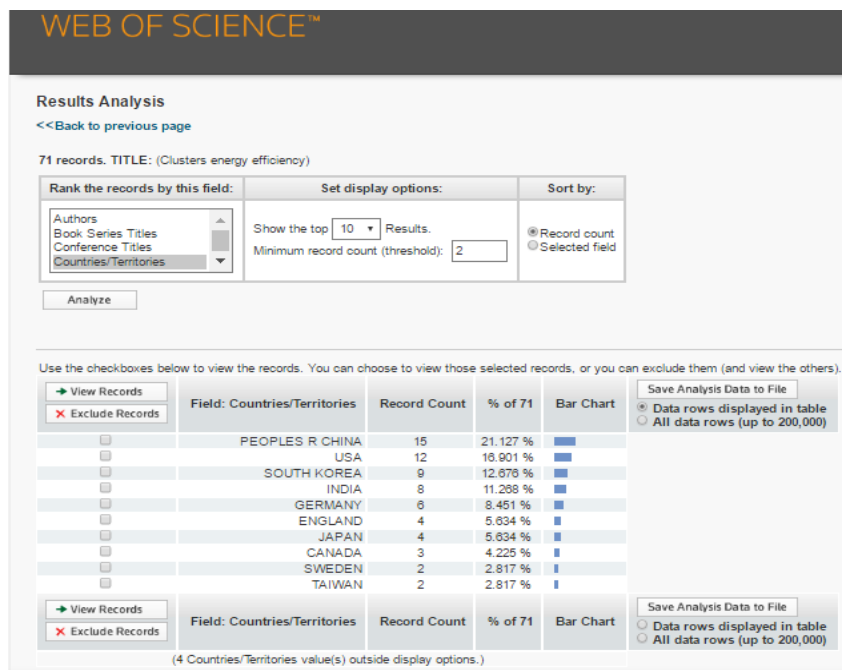 WEB OF SCIENCE™
Results Analysis
<<Back to previous page
71 records. TITLE: (Clusters energy efficiency)
Rank the records by this field: Set display options: Sort by:
Authors
Book Series Titles
Conference Titles
Countries/Territories
Show the top 10 Results.
Minimum record count (threshold): 2
Record count
Selected field
Analyze
Use the checkboxes below to view the records. You can choose to view those selected records, or you can exclude them (and view the others).
View Records
Exclude Records
Field: Countries/Territories Record Count % of 71 Bar Chart
Save Analysis Data to File
Data rows displayed in table
All data rows (up to 200,000)
PEOPLES R CHINA 15 21.127 %
USA 12 16.901 %
SOUTH KOREA 9 12.676 %
INDIA 8 11.268 %
GERMANY 6 8.451 %
ENGLAND 4 5.634 %
JAPAN 4 5.634 %
CANADA 3 4.225 %
SWEDEN 2 2.817 %
TAIWAN 2 2.817 %
View Records
Exclude Records
Field: Countries/Territories Record Count % of 71 Bar Chart
Save Analysis Data to File
Data rows displayed in table
All data rows (up to 200,000)
(4 Countries/Territories value(s) outside display options.)